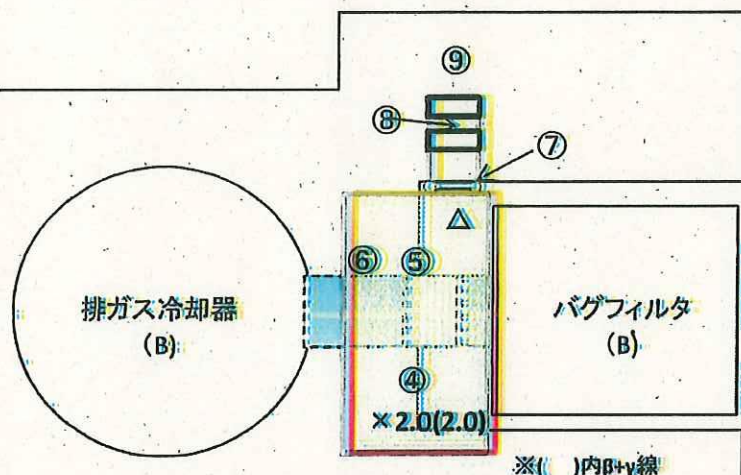 ⑨
⑧
⑦
△
⑥ ⑤
排ガス冷却器
(B)
バグフィルタ
(B)
④
×2.0(2.0)
※(　)内β+γ線